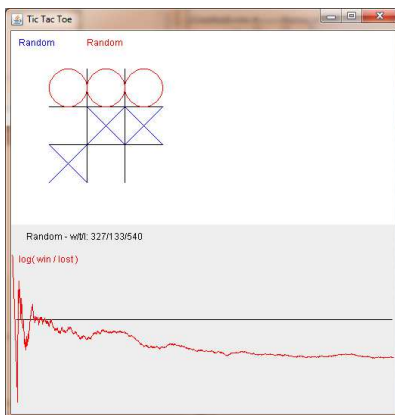 Tic Tac Toe
Random Random
Random - w/t/l: 327/133/540
log( win / lost )